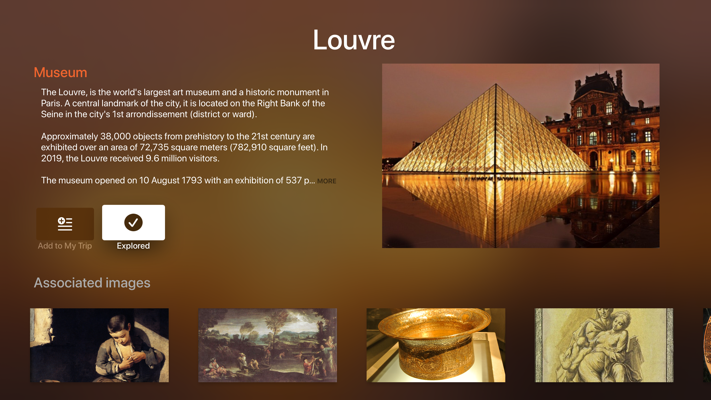 Louvre
Museum
The Louvre, is the world's largest art museum and a historic monument in
Paris. A central landmark of the city, it is located on the Right Bank of the
Seine in the city's 1st arrondissement (district or ward).
Approximately 38,000 objects from prehistory to the 21st century are
exhibited over an area of 72,735 square meters (782,910 square feet). In
2019, the Louvre received 9.6 million visitors.
The museum opened on 10 August 1793 with an exhibition of 537 p... MORE
Add to My Trip
Explored
Associated images